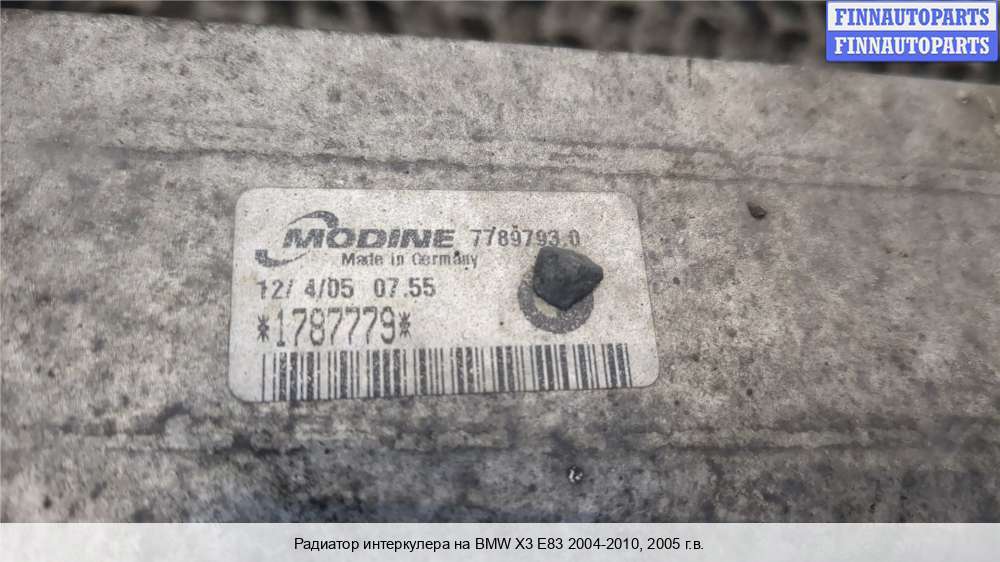 FINNAUTOPARTS
FINNAUTOPARTS
MODINE 7789793.0
Made in Germany
12/ 4/05 07.55
*1787779*
Радиатор интеркулера на BMW X3 E83 2004-2010, 2005 г.в.